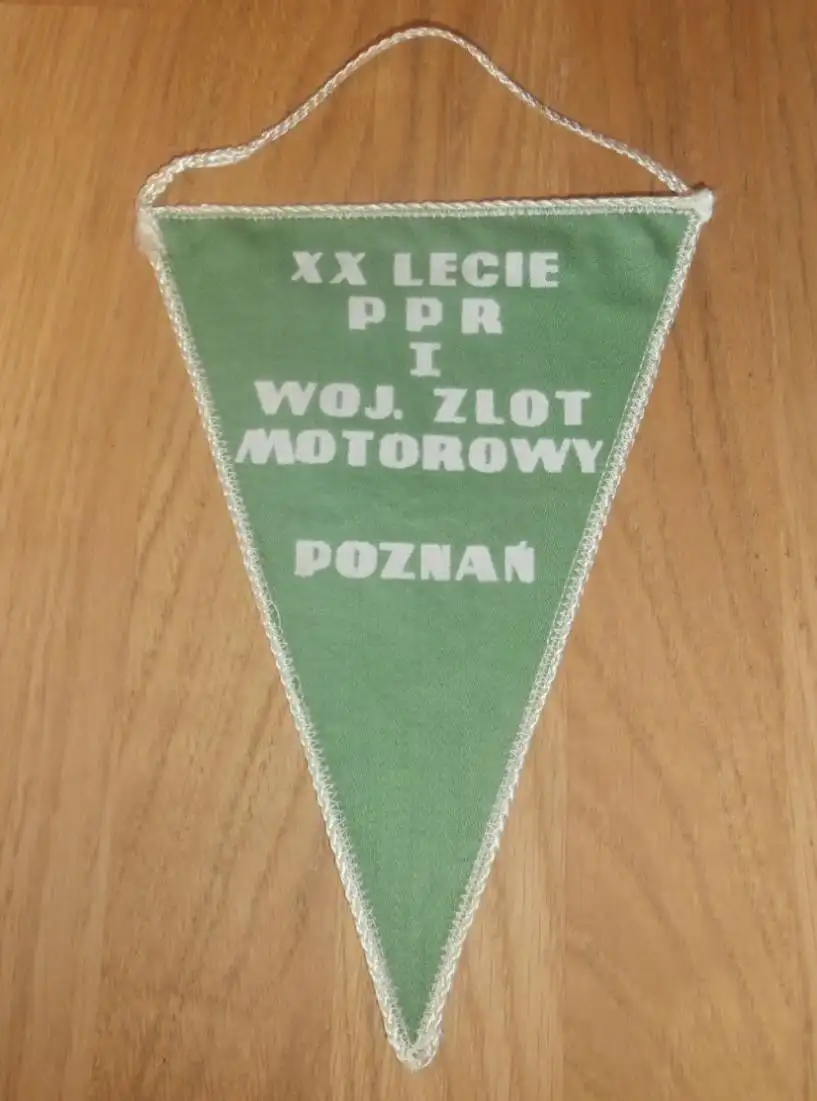 XX LECIE
PPR
I
WOJ. ZLOT
MOTOROWY
POZNAŃ